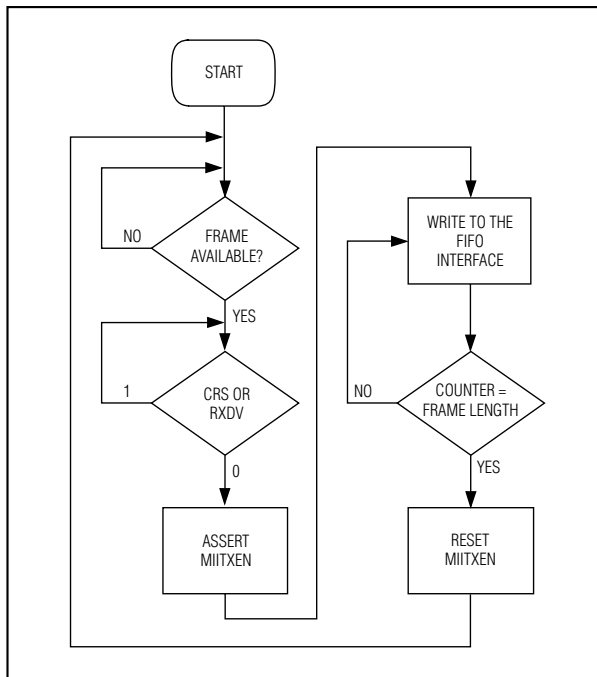 START
FRAME
AVAILABLE?
NO
YES
CRS OR
RXDV
1
0
ASSERT
MIITXEN
WRITE TO THE
FIFO
INTERFACE
COUNTER =
FRAME LENGTH
NO
YES
RESET
MIITXEN